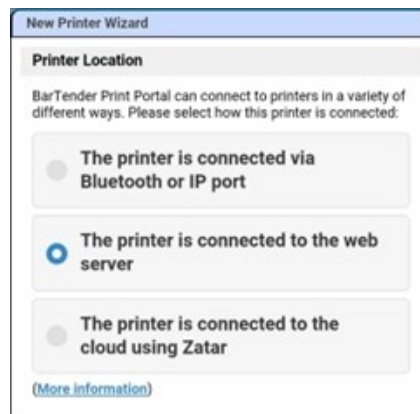 New Printer Wizard
Printer Location
BarTender Print Portal can connect to printers in a variety of
different ways. Please select how this printer is connected:
The printer is connected via
Bluetooth or IP port
The printer is connected to the web
server
The printer is connected to the
cloud using Zatar
(More information)